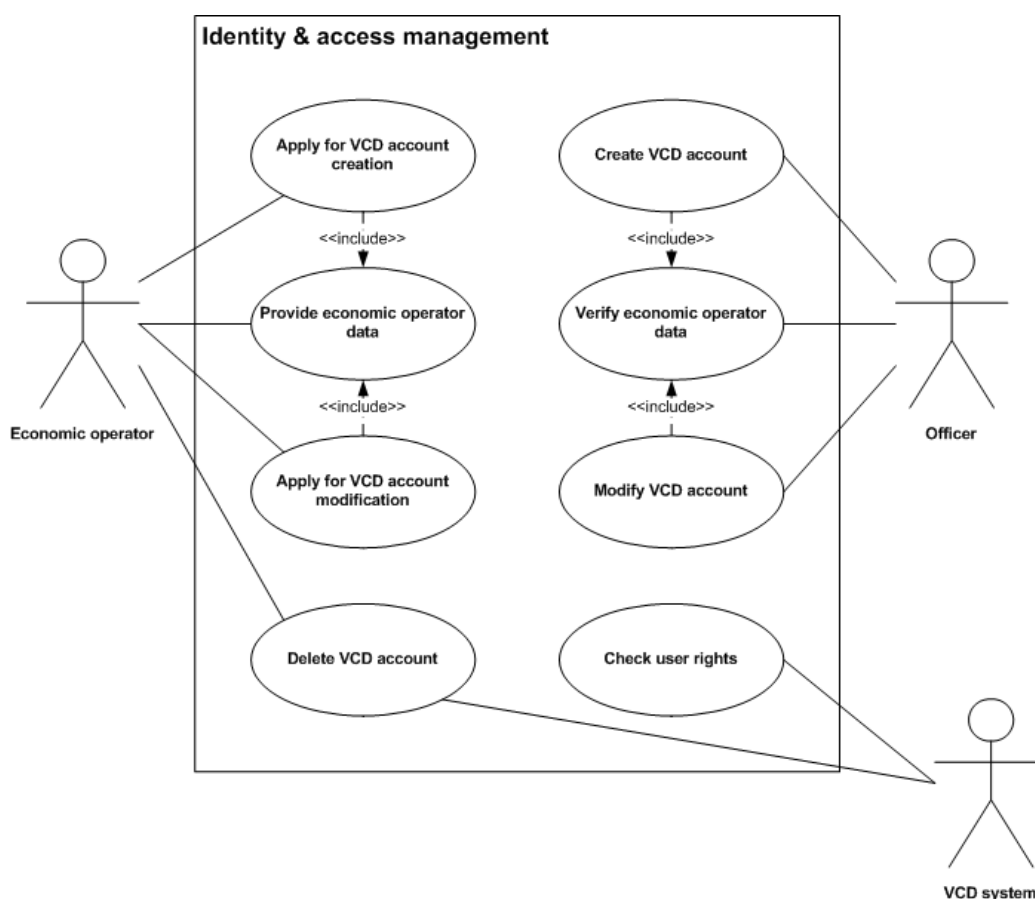 Identity & access management
Apply for VCD account
creation
Create VCD account
<<include>>
<<include>>
Provide economic operator
data
Verify economic operator
data
<<include>>
<<include>>
Economic operator
Officer
Apply for VCD account
modification
Modify VCD account
Delete VCD account
Check user rights
VCD system